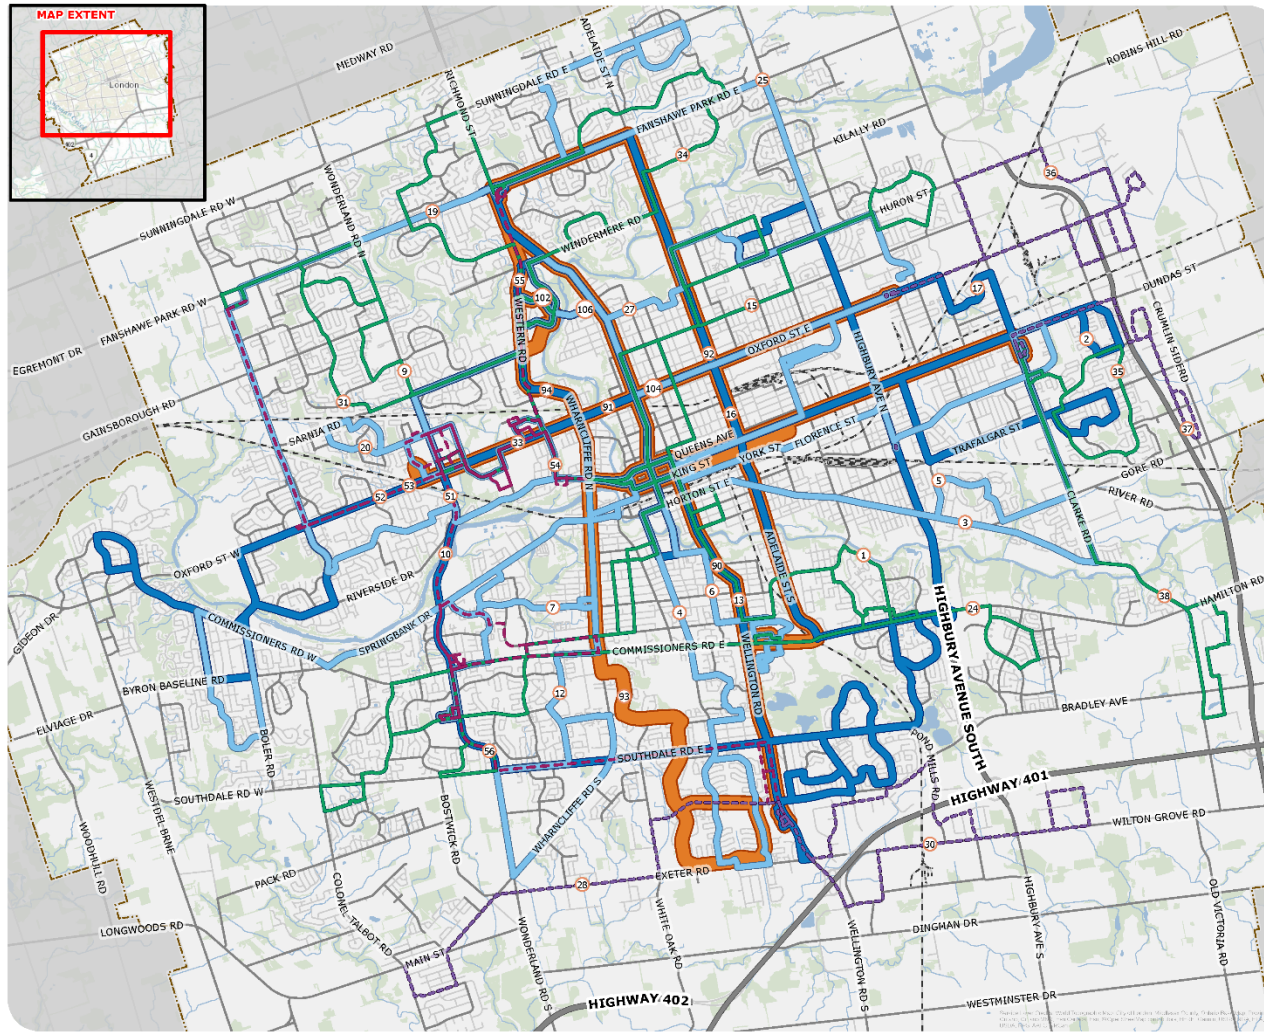 MAP EXTENT
London
402
4
MEDWAY RD
ADELAIDE ST N
ROBINS HILL RD
RICHMOND ST
SUNNINGDALE RD E
25
FANSHAWE PARK RD E
KILALLY RD
34
36
WONDERLAND RD N
SUNNINGDALE RD W
19
HURON ST
WINDERMERE RD
DUNDAS ST
55
102
17
FANSHAWE PARK RD W
106
27
15
CRUMLIN SIDERD
EGREMONT DR
WESTERN RD
OXFORD ST E
HIGHBURY AVE N
2
92
9
35
GAINSBOROUGH RD
94
104
31
91
WHARNCLIFFE RD N
16
SARNIA RD
37
20
33
QUEENS AVE
FLORENCE ST
TRAFALGAR ST
54
KING ST
YORK ST
GORE RD
53
5
52
51
HORTON ST E
RIVER RD
3
CLARKE RD
10
ADELAIDE ST S
1
OXFORD ST W
90
RIVERSIDE DR
6
38
HAMILTON RD
13
7
4
24
GIDEON DR
COMMISSIONERS RD W
SPRINGBANK DR
HIGHBURY AVENUE SOUTH
COMMISSIONERS RD E
WELLINGTON RD
BYRON BASELINE RD
12
93
BRADLEY AVE
ELVIAGE DR
BOLER RD
POND MILLS RD
56
SOUTHDALE RD E
HIGHWAY 401
SOUTHDALE RD W
WESTDEL BRNE
BOSTWICK RD
WHARNCLIFFE RD S
WILTON GROVE RD
WOODHULL RD
30
PACK RD
EXETER RD
28
COLONEL TALBOT RD
WONDERLAND RD S
WHITE OAK RD
HIGHBURY AVE S
OLD VICTORIA RD
LONGWOODS RD
DINGMAN DR
WELLINGTON RD S
MAIN ST
HIGHWAY 402
WESTMINSTER DR